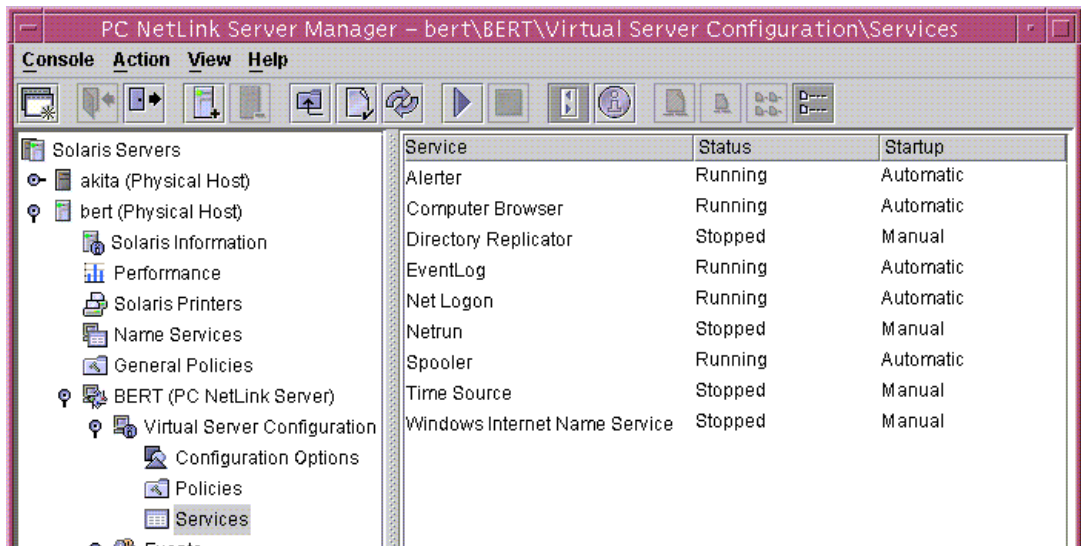 PC NetLink Server Manager – bert\BERT\Virtual Server Configuration\Services
Console Action View Help
Solaris Servers
akita (Physical Host)
bert (Physical Host)
Solaris Information
Performance
Solaris Printers
Name Services
General Policies
BERT (PC NetLink Server)
Virtual Server Configuration
Configuration Options
Policies
Services
Events
Service Status Startup
Alerter Running Automatic
Computer Browser Running Automatic
Directory Replicator Stopped Manual
EventLog Running Automatic
Net Logon Running Automatic
Netrun Stopped Manual
Spooler Running Automatic
Time Source Stopped Manual
Windows Internet Name Service Stopped Manual